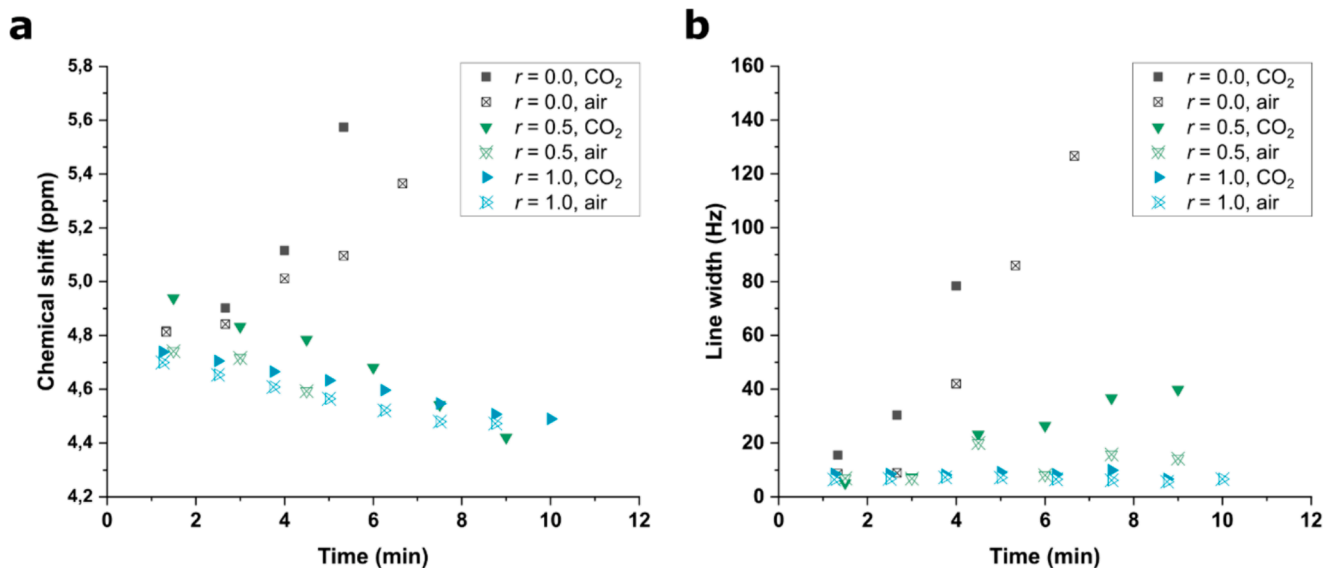 a
Chemical shift (ppm)
5,8
5,6
5,4
5,2
5,0
4,8
4,6
4,4
4,2
0 2 4 6 8 10 12
Time (min)
r = 0.0, CO₂
r = 0.0, air
r = 0.5, CO₂
r = 0.5, air
r = 1.0, CO₂
r = 1.0, air
b
Line width (Hz)
160
140
120
100
80
60
40
20
0
0 2 4 6 8 10 12
Time (min)
r = 0.0, CO₂
r = 0.0, air
r = 0.5, CO₂
r = 0.5, air
r = 1.0, CO₂
r = 1.0, air